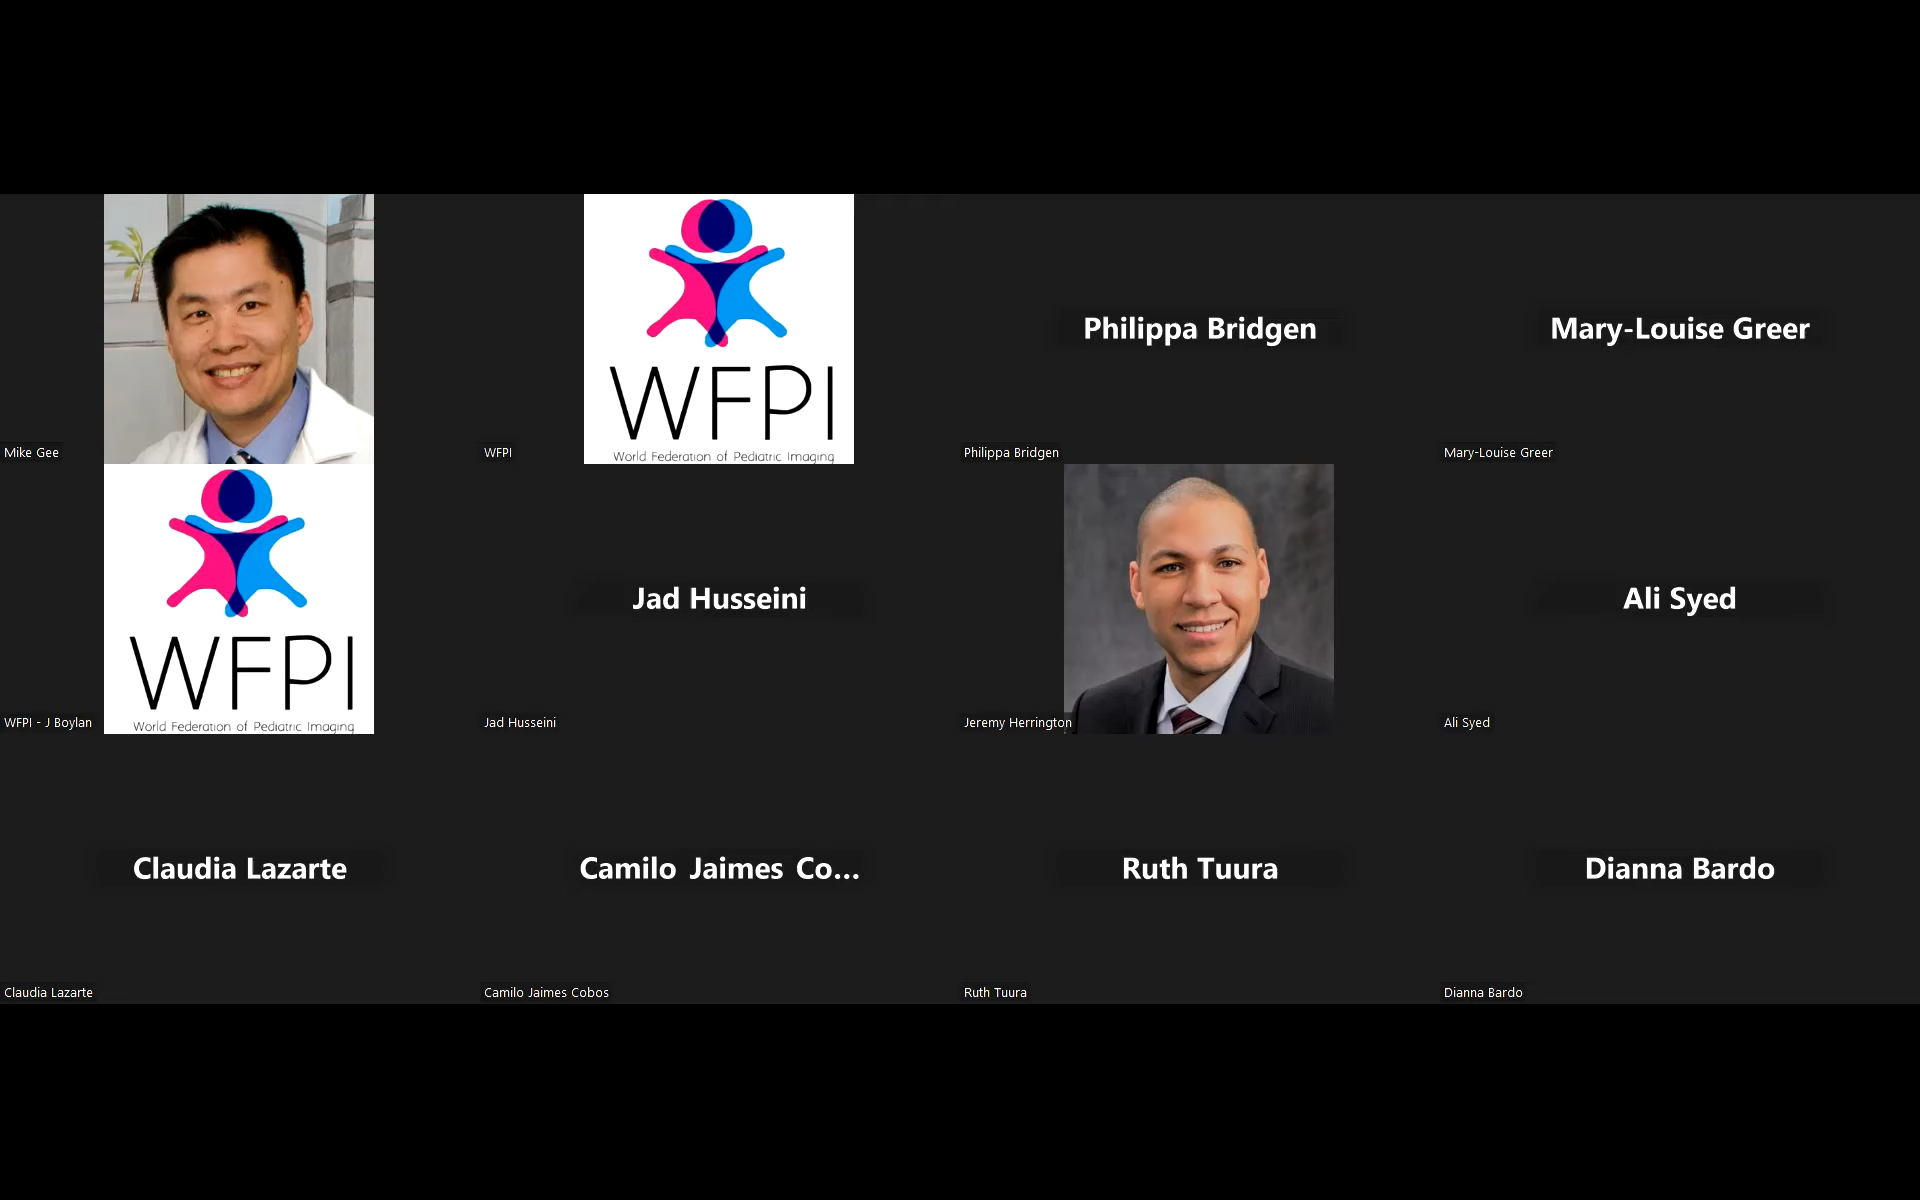 WFPI
World Federation of Pediatric Imaging
Philippa Bridgen
Mary-Louise Greer
Mike Gee
WFPI
Philippa Bridgen
Mary-Louise Greer
WFPI
World Federation of Pediatric Imaging
Jad Husseini
Ali Syed
WFPI - J Boylan
Jad Husseini
Jeremy Herrington
Ali Syed
Claudia Lazarte
Camilo Jaimes Co...
Ruth Tuura
Dianna Bardo
Claudia Lazarte
Camilo Jaimes Cobos
Ruth Tuura
Dianna Bardo